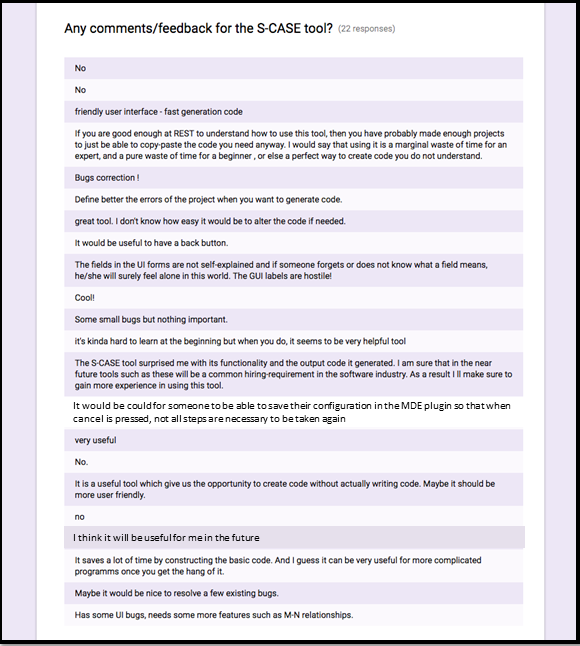 Any comments/feedback for the S-CASE tool? (22 responses)
No
No
friendly user interface - fast generation code
If you are good enough at REST to understand how to use this tool, then you have probably made enough projects
to just be able to copy-paste the code you need anyway. I would say that using it is a marginal waste of time for an
expert, and a pure waste of time for a beginner , or else a perfect way to create code you do not understand.
Bugs correction !
Define better the errors of the project when you want to generate code.
great tool. I don't know how easy it would be to alter the code if needed.
It would be useful to have a back button.
The fields in the UI forms are not self-explained and if someone forgets or does not know what a field means,
he/she will surely feel alone in this world. The GUI labels are hostile!
Cool!
Some small bugs but nothing important.
it's kinda hard to learn at the beginning but when you do, it seems to be very helpful tool
The S-CASE tool surprised me with its functionality and the output code it generated. I am sure that in the near
future tools such as these will be a common hiring-requirement in the software industry. As a result I ll make sure to
gain more experience in using this tool.
It would be could for someone to be able to save their configuration in the MDE plugin so that when
cancel is pressed, not all steps are necessary to be taken again
very useful
No.
It is a useful tool which give us the opportunity to create code without actually writing code. Maybe it should be
more user friendly.
no
I think it will be useful for me in the future
It saves a lot of time by constructing the basic code. And I guess it can be very useful for more complicated
programms once you get the hang of it.
Maybe it would be nice to resolve a few existing bugs.
Has some UI bugs, needs some more features such as M-N relationships.